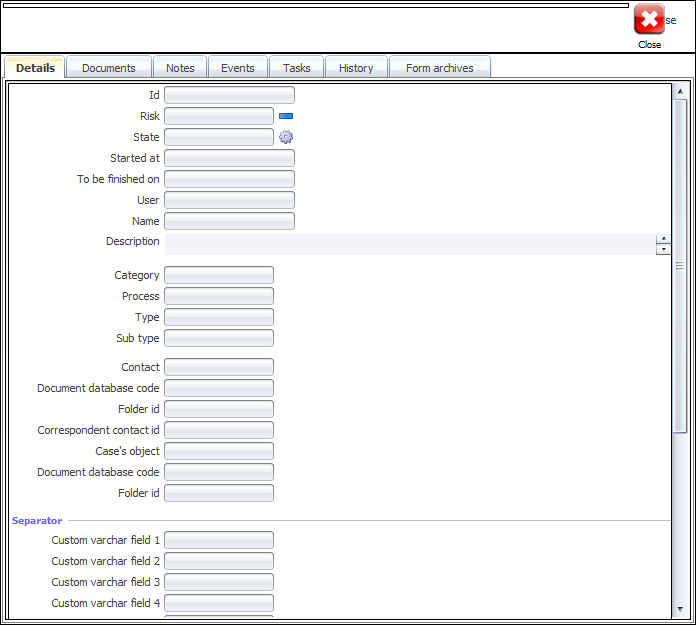 se
Close
Details Documents Notes Events Tasks History Form archives
Id
Risk
State
Started at
To be finished on
User
Name
Description
Category
Process
Type
Sub type
Contact
Document database code
Folder id
Correspondent contact id
Case's object
Document database code
Folder id
Separator
Custom varchar field 1
Custom varchar field 2
Custom varchar field 3
Custom varchar field 4